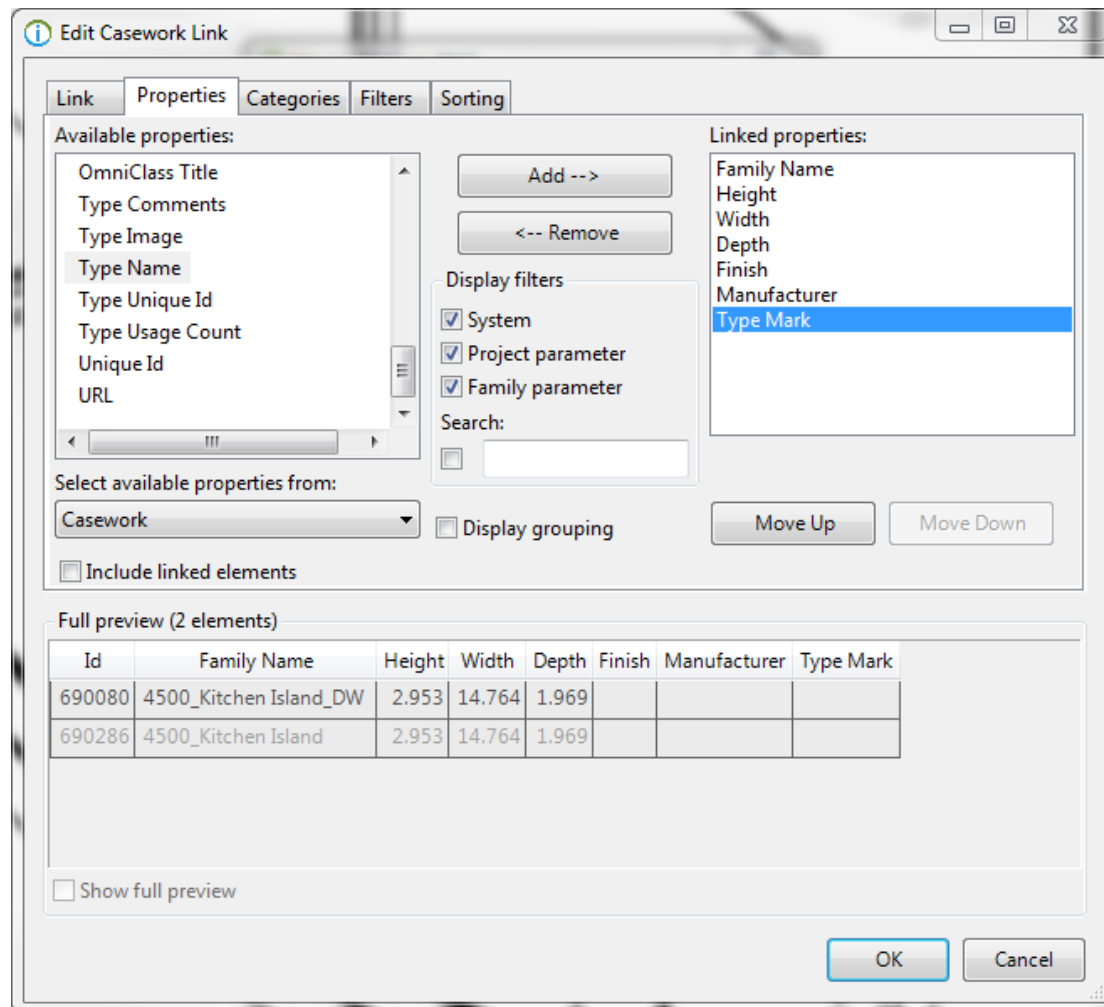 Edit Casework Link
Link Properties Categories Filters Sorting
Available properties:
OmniClass Title
Type Comments
Type Image
Type Name
Type Unique Id
Type Usage Count
Unique Id
URL
Select available properties from:
Casework
Include linked elements
Add -->
<-- Remove
Display filters
System
Project parameter
Family parameter
Search:
Display grouping
Linked properties:
Family Name
Height
Width
Depth
Finish
Manufacturer
Type Mark
Move Up Move Down
Full preview (2 elements)
Id Family Name Height Width Depth Finish Manufacturer Type Mark
690080 4500_Kitchen Island_DW 2.953 14.764 1.969
690286 4500_Kitchen Island 2.953 14.764 1.969
Show full preview
OK Cancel